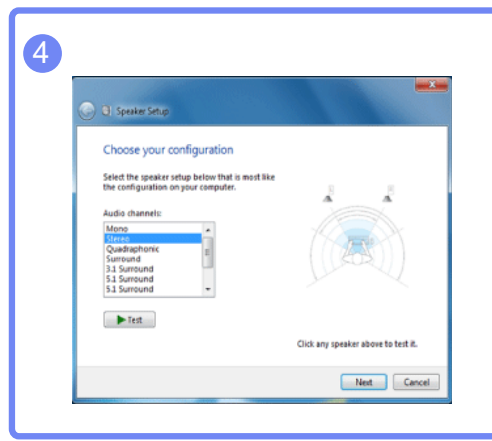 4
Speaker Setup
Choose your configuration
Select the speaker setup below that is most like
the configuration on your computer.
Audio channels:
Mono
Stereo
Quadraphonic
Surround
3.1 Surround
5.1 Surround
5.1 Surround
Test
Click any speaker above to test it.
Next
Cancel